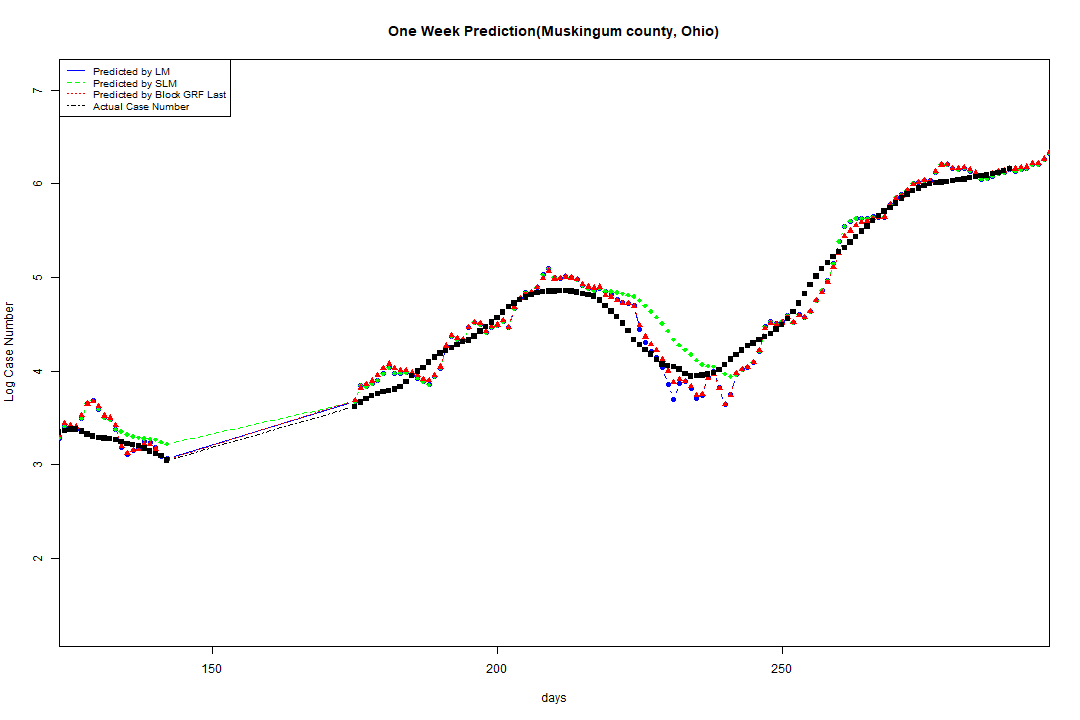 One Week Prediction(Muskingum county, Ohio)
Predicted by LM
Predicted by SLM
Predicted by Block GRF Last
Actual Case Number
7
6
5
4
3
2
Log Case Number
150
200
250
days